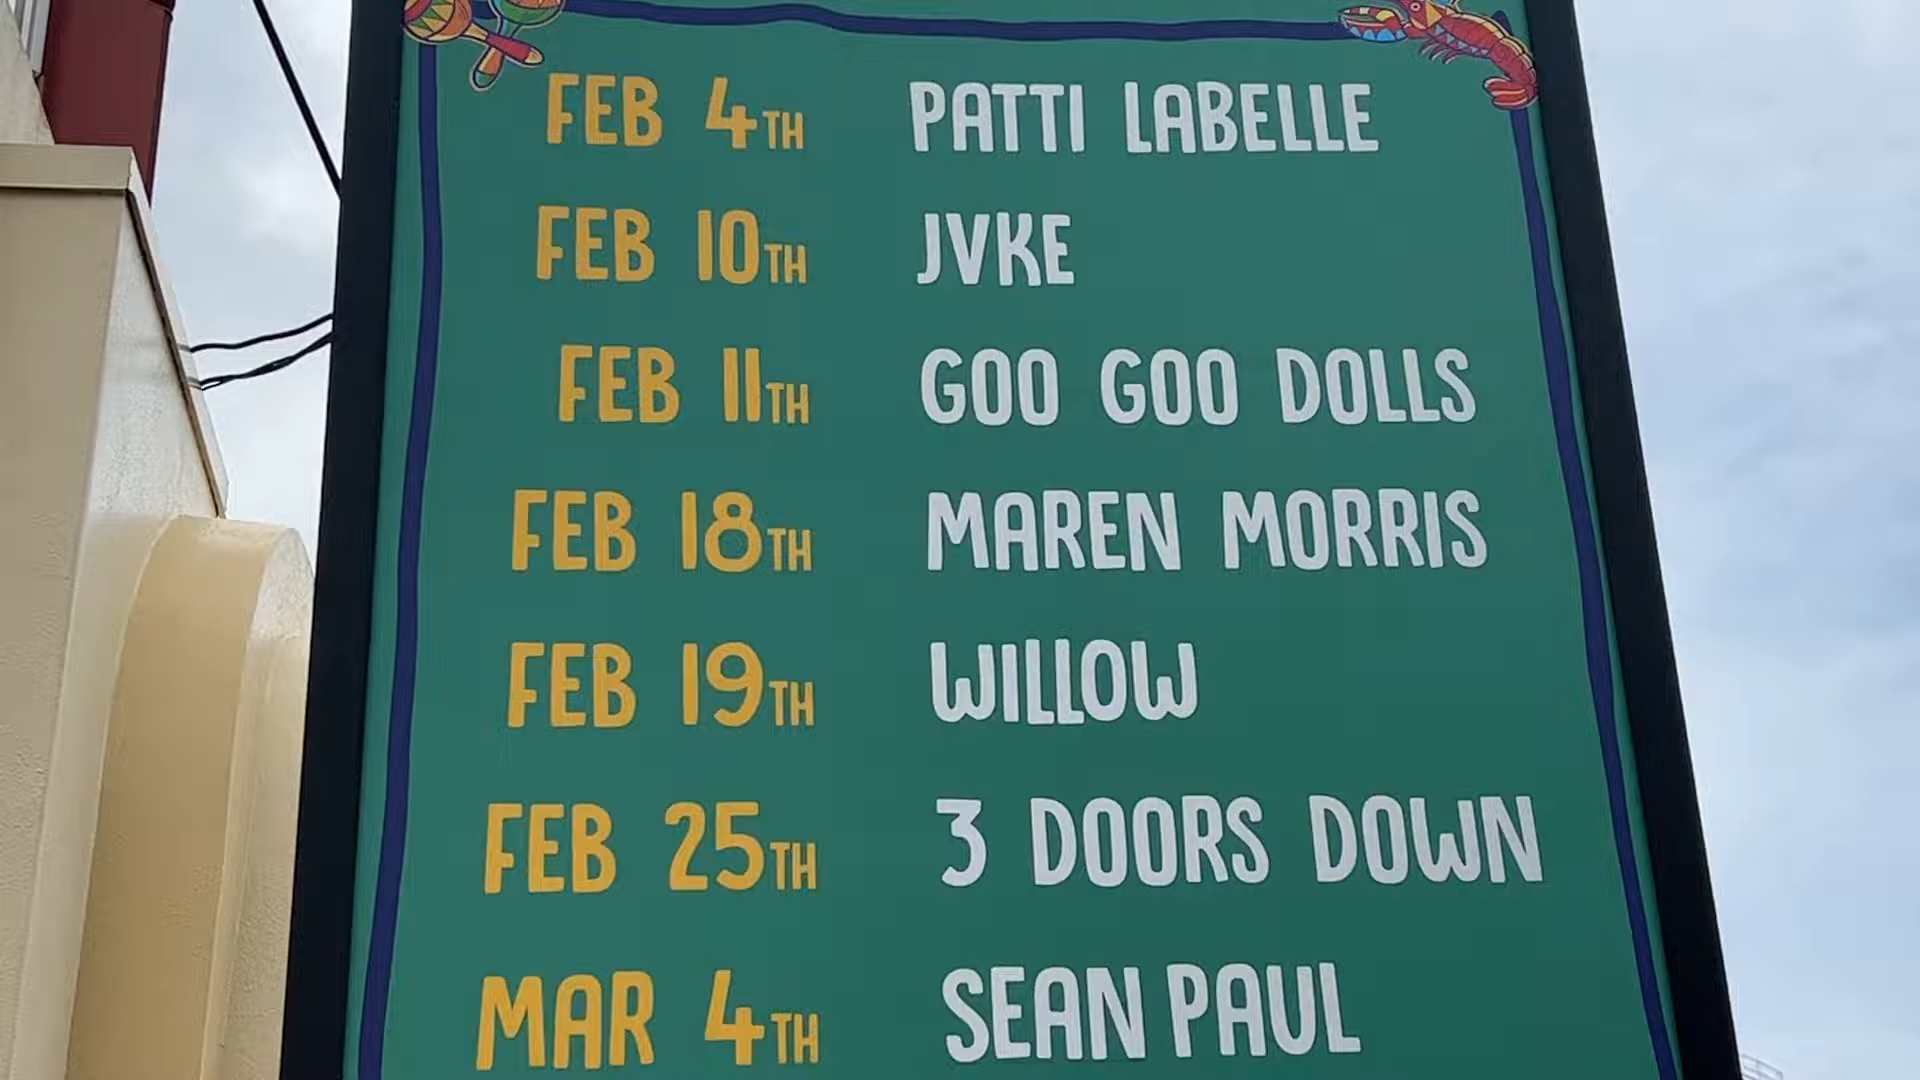 FEB 4TH PATTI LABELLE
FEB 10TH JVKE
FEB 11TH GOO GOO DOLLS
FEB 18TH MAREN MORRIS
FEB 19TH WILLOW
FEB 25TH 3 DOORS DOWN
MAR 4TH SEAN PAUL